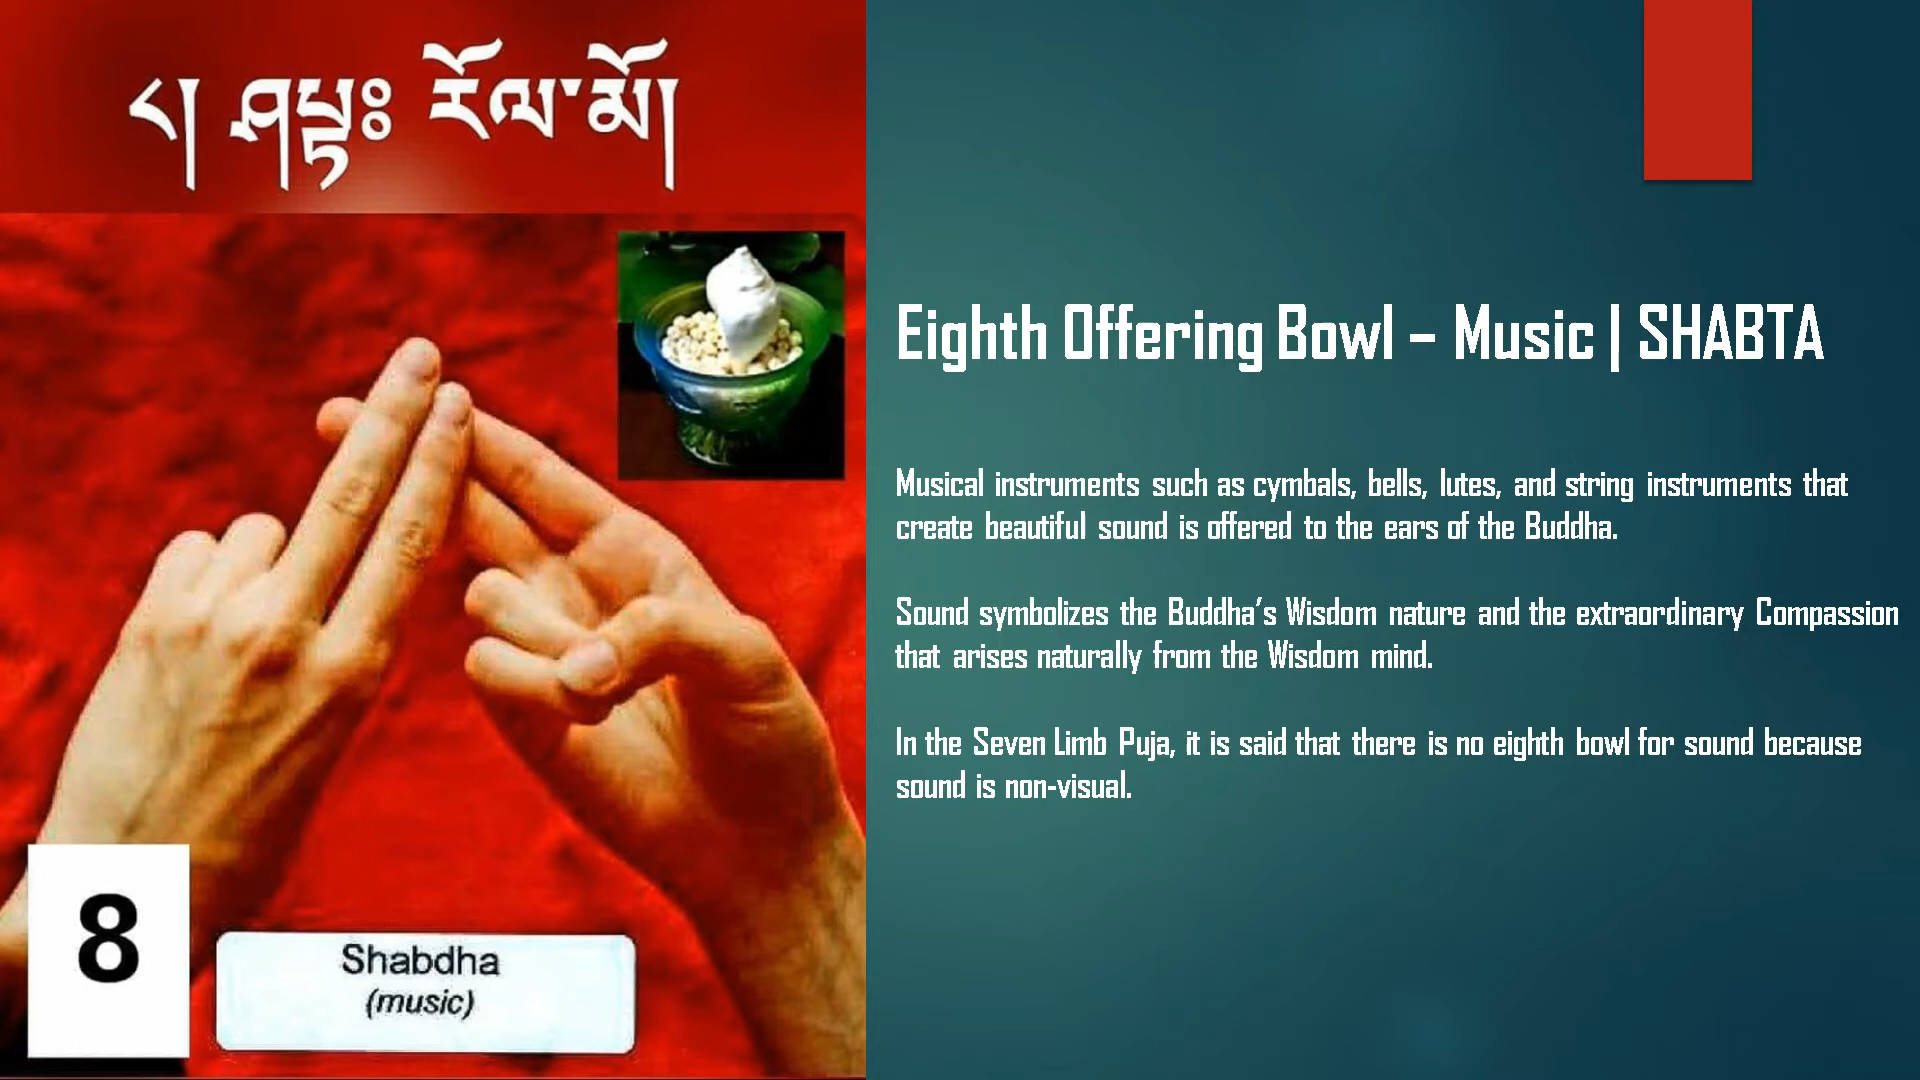 ༨། ཤཔྟཿ རོལ་མོ།
8
Shabdha
(music)
Eighth Offering Bowl – Music | SHABTA
Musical instruments such as cymbals, bells, lutes, and string instruments that
create beautiful sound is offered to the ears of the Buddha.
Sound symbolizes the Buddha’s Wisdom nature and the extraordinary Compassion
that arises naturally from the Wisdom mind.
In the Seven Limb Puja, it is said that there is no eighth bowl for sound because
sound is non-visual.